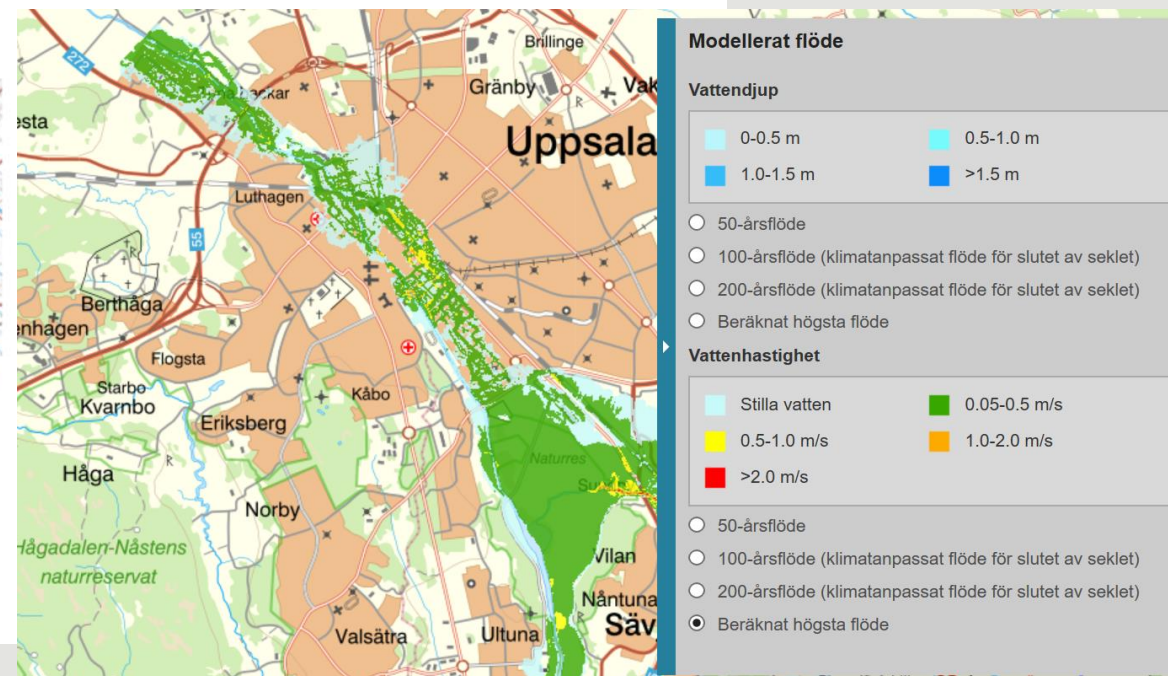 272
Brillinge
Gränby
Vak
esta
Uppsala
Luthagen
55
Berthåga
nhagen
Flogsta
Starbo
Kvarnbo
Kåbo
Eriksberg
Håga
Naturres
Norby
Hågadalen-Nåstens
naturreservat
Vilan
Nåntuna
Säv
Valsätra
Ultuna
Modellerat flöde
Vattendjup
0-0.5 m
0.5-1.0 m
1.0-1.5 m
>1.5 m
50-årsflöde
100-årsflöde (klimatanpassat flöde för slutet av seklet)
200-årsflöde (klimatanpassat flöde för slutet av seklet)
Beräknat högsta flöde
Vattenhastighet
Stilla vatten
0.05-0.5 m/s
0.5-1.0 m/s
1.0-2.0 m/s
>2.0 m/s
50-årsflöde
100-årsflöde (klimatanpassat flöde för slutet av seklet)
200-årsflöde (klimatanpassat flöde för slutet av seklet)
Beräknat högsta flöde